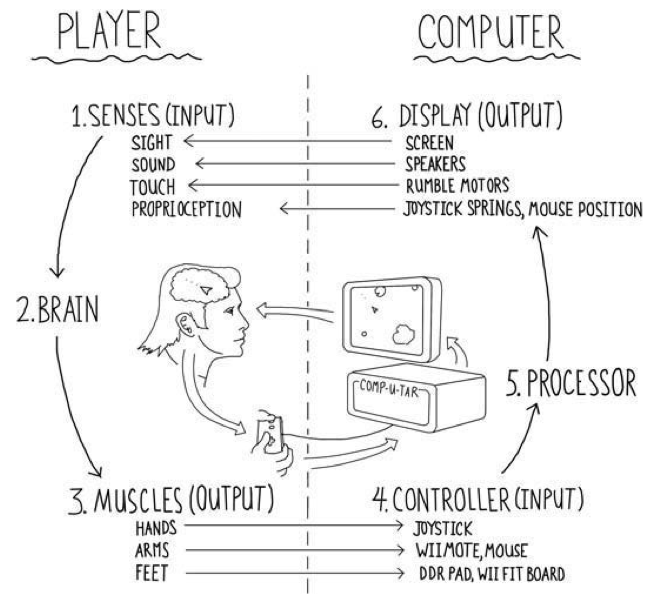 PLAYER
COMPUTER
1. SENSES (INPUT)
SIGHT
SOUND
TOUCH
PROPRIOCEPTION
6. DISPLAY (OUTPUT)
SCREEN
SPEAKERS
RUMBLE MOTORS
JOYSTICK SPRINGS, MOUSE POSITION
2. BRAIN
COMP-U-TAR
5. PROCESSOR
3. MUSCLES (OUTPUT)
HANDS
ARMS
FEET
4. CONTROLLER (INPUT)
JOYSTICK
WIIMOTE, MOUSE
DDR PAD, WII FIT BOARD